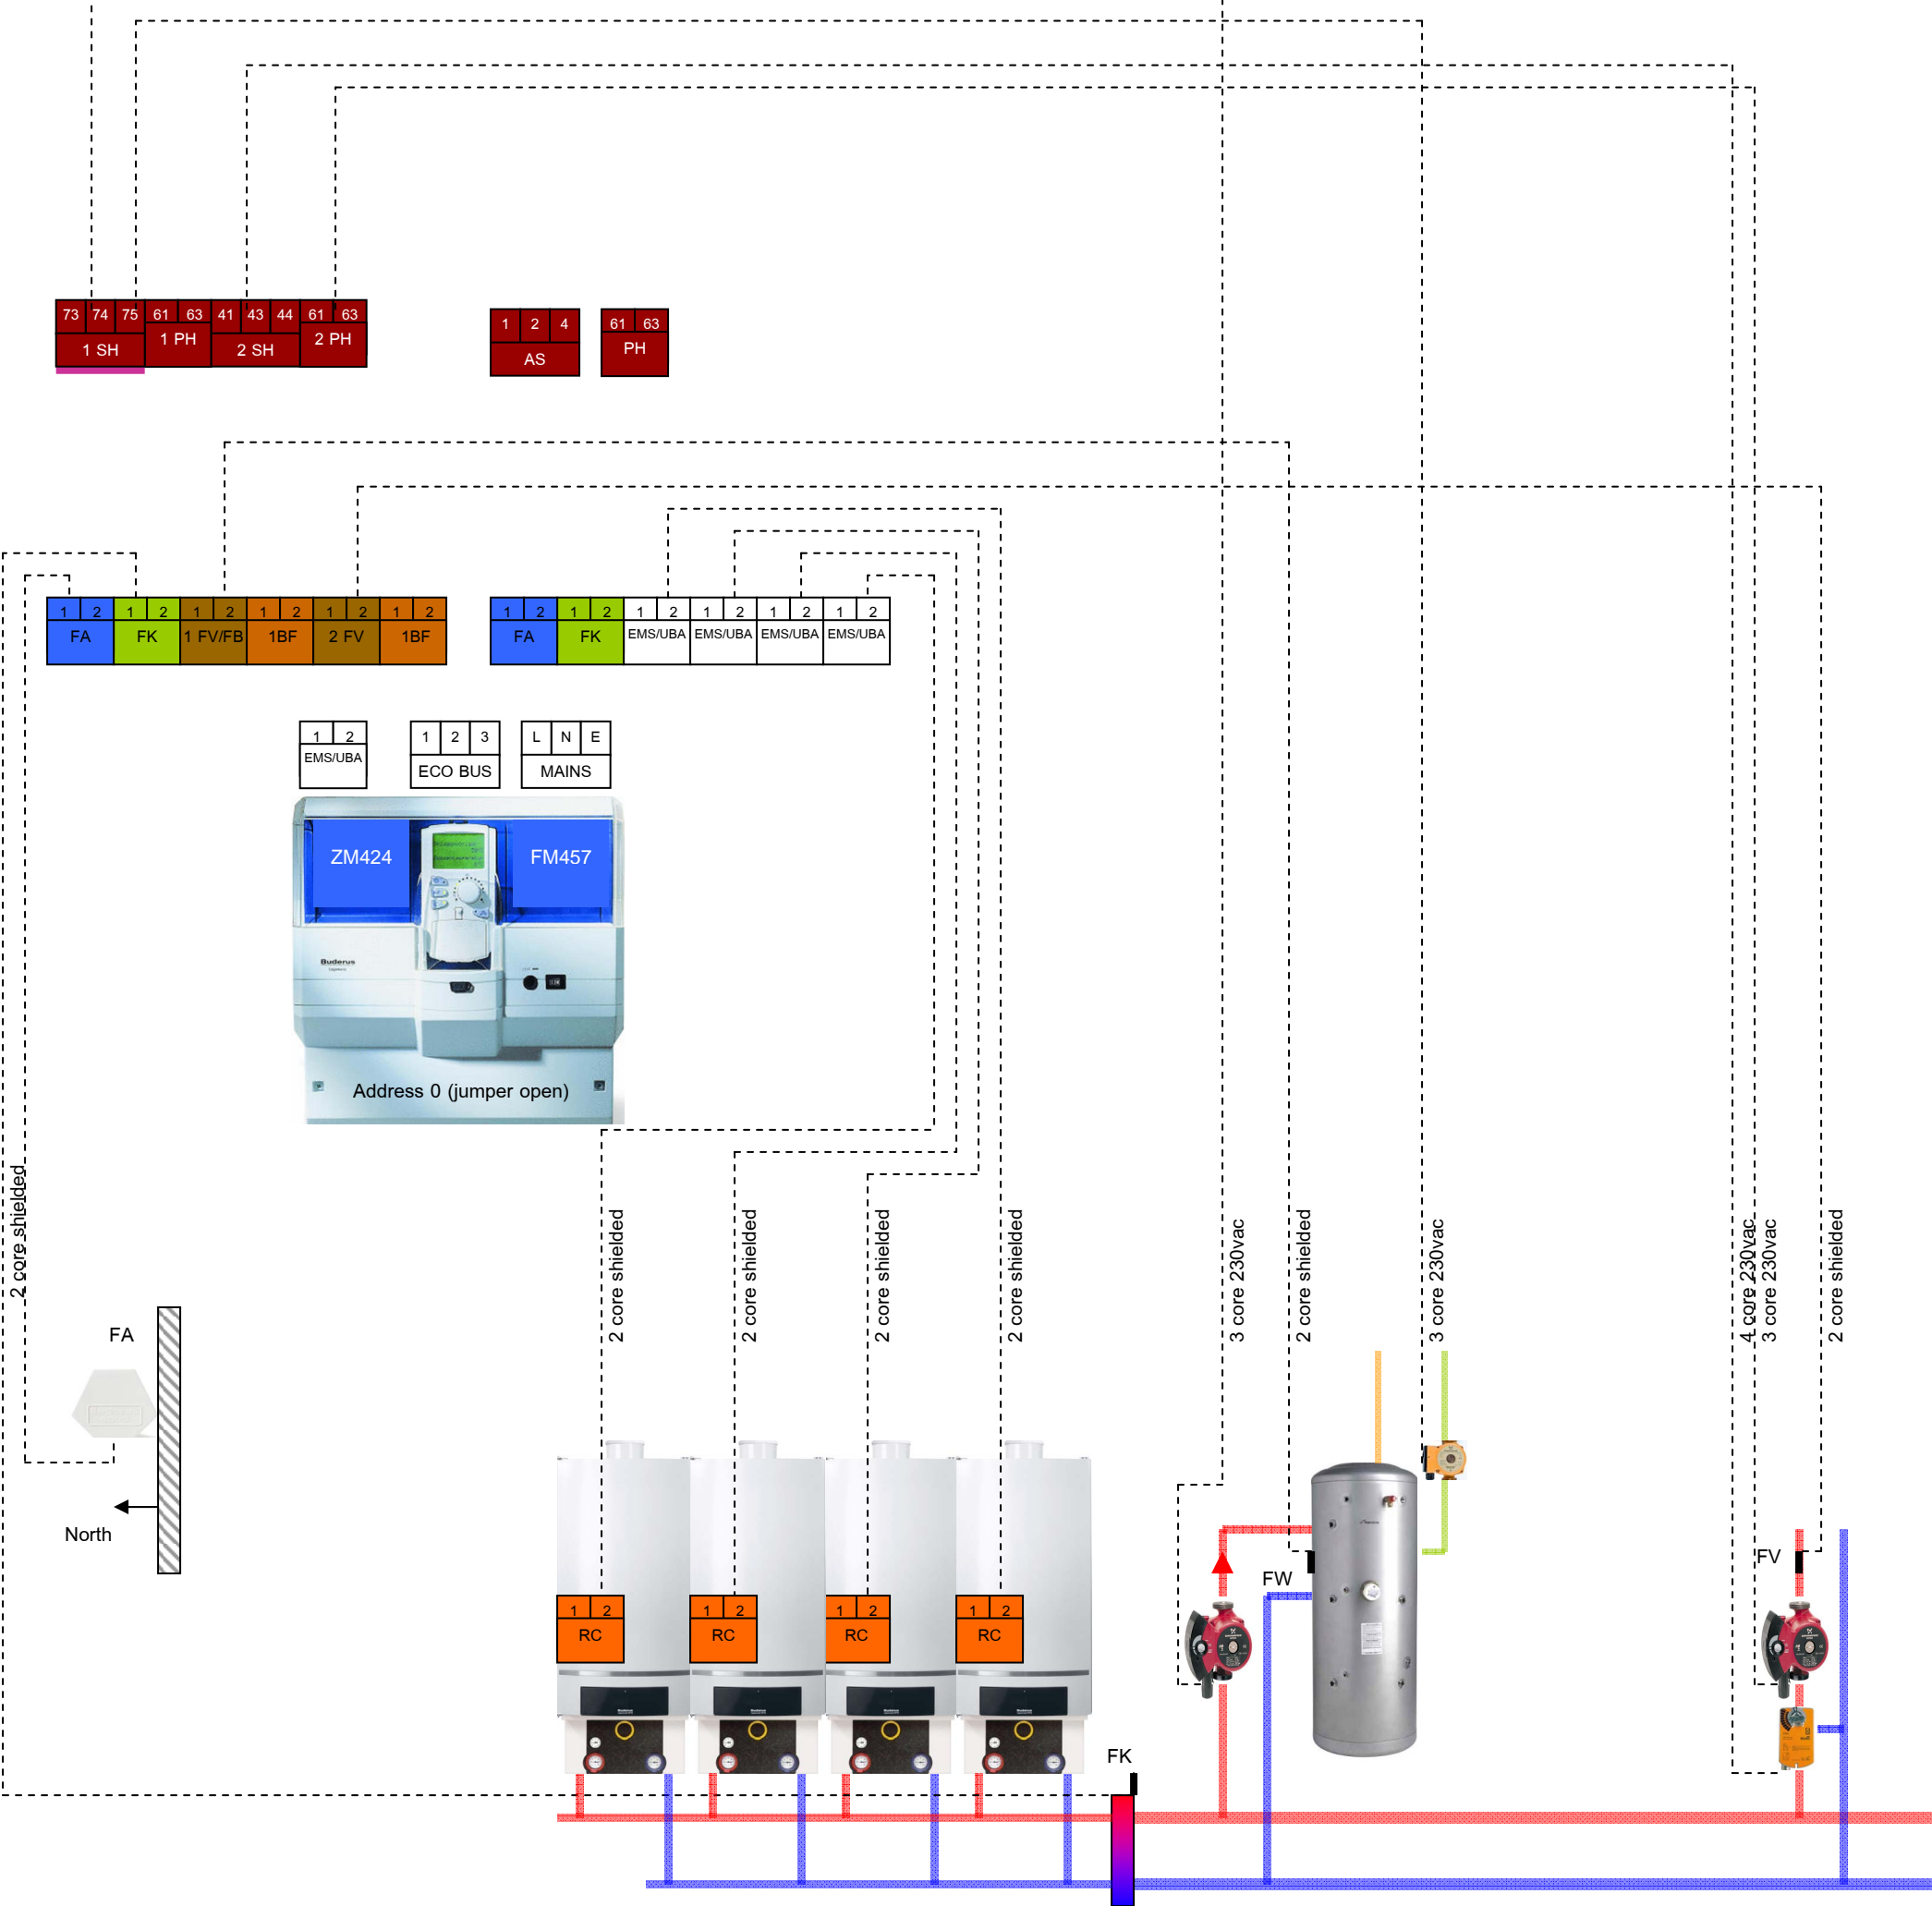 73 74 75 61 63 41 43 44 61 63
1 SH 1 PH 2 SH 2 PH
1 2 4 61 63
AS PH
1 2 1 2 1 2 1 2 1 2 1 2
FA FK 1 FV/FB 1BF 2 FV 1BF
1 2 1 2 1 2 1 2 1 2 1 2
FA FK EMS/UBA EMS/UBA EMS/UBA EMS/UBA
1 2 1 2 3 L N E
EMS/UBA ECO BUS MAINS
ZM424 FM457
Buderus
Address 0 (jumper open)
2 core shielded
2 core shielded
2 core shielded
2 core shielded
2 core shielded
3 core 230vac
2 core shielded
3 core 230vac
4 core 230vac
3 core 230vac
2 core shielded
FA
North
1 2 1 2 1 2 1 2
RC RC RC RC
Buderus Buderus Buderus Buderus
FW
FV
FK